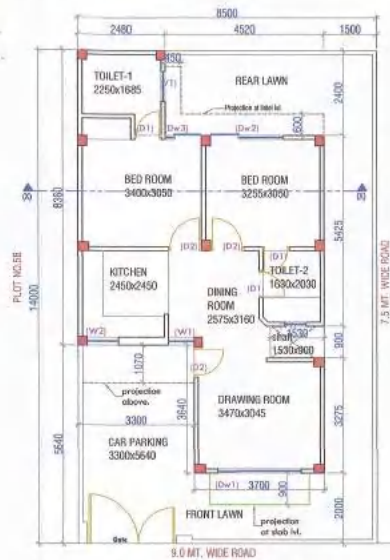 8500
2480
4520
1500
450
TOILET-1
2250x1685
REAR LAWN
Projection at lintel lvl.
600
2400
(D1)
(Dw3)
(Dw2)
BED ROOM
3400x3050
BED ROOM
3255x3050
8360
5425
PLOT NO.5B
14000
7.5 MT. WIDE ROAD
(D2)
(D2)
(D1)
KITCHEN
2450x2450
TOILET-2
1630x2030
(D1)
DINING
ROOM
2575x3160
1530
shaft
1530x900
900
(W2)
(W1)
1070
(D2)
projection
above.
3640
3300
DRAWING ROOM
3470x3045
3275
5640
CAR PARKING
3300x5640
(Dw1)
3700
900
2000
FRONT LAWN
projection
at slab lvl.
Gate
9.0 MT. WIDE ROAD